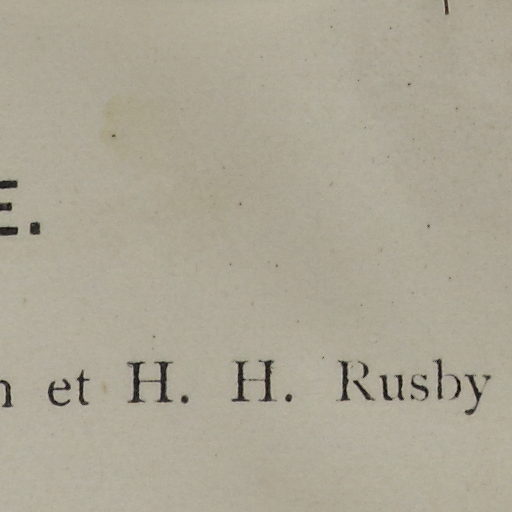 E.
n et H. H. Rusby